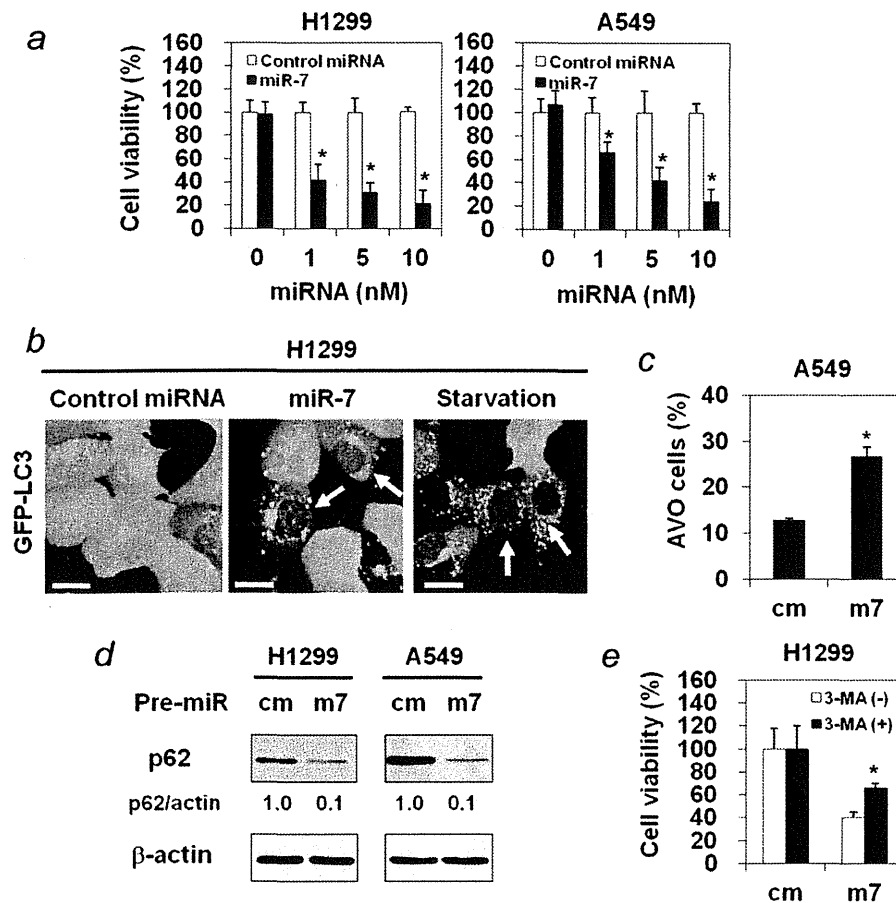 a
H1299
A549
Cell viability (%)
160
140
120
100
80
60
40
20
0
Control miRNA
miR-7
*
*
*
0
1
5
10
miRNA (nM)
160
140
120
100
80
60
40
20
0
Control miRNA
miR-7
*
*
*
0
1
5
10
miRNA (nM)
b
H1299
Control miRNA
miR-7
Starvation
GFP-LC3
c
A549
AVO cells (%)
40
30
20
10
0
*
cm
m7
d
H1299
A549
Pre-miR
cm
m7
cm
m7
p62
p62/actin
1.0
0.1
1.0
0.1
β-actin
e
H1299
Cell viability (%)
160
140
120
100
80
60
40
20
0
3-MA (-)
3-MA (+)
*
cm
m7